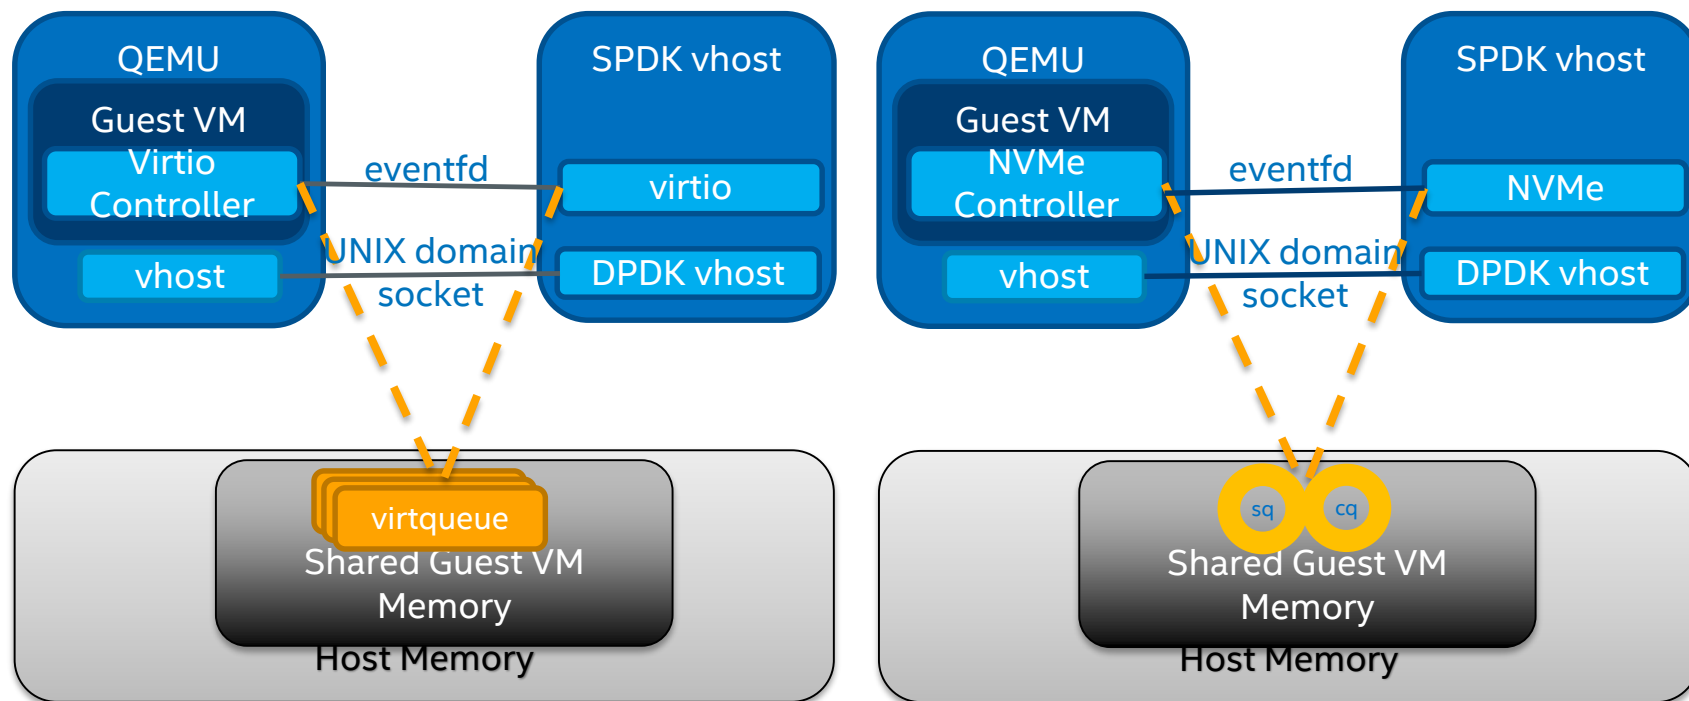 QEMU
Guest VM
Virtio
Controller
vhost
eventfd
UNIX domain
socket
SPDK vhost
virtio
DPDK vhost
virtqueue
Shared Guest VM
Memory
Host Memory
QEMU
Guest VM
NVMe
Controller
vhost
eventfd
UNIX domain
socket
SPDK vhost
NVMe
DPDK vhost
sq
cq
Shared Guest VM
Memory
Host Memory